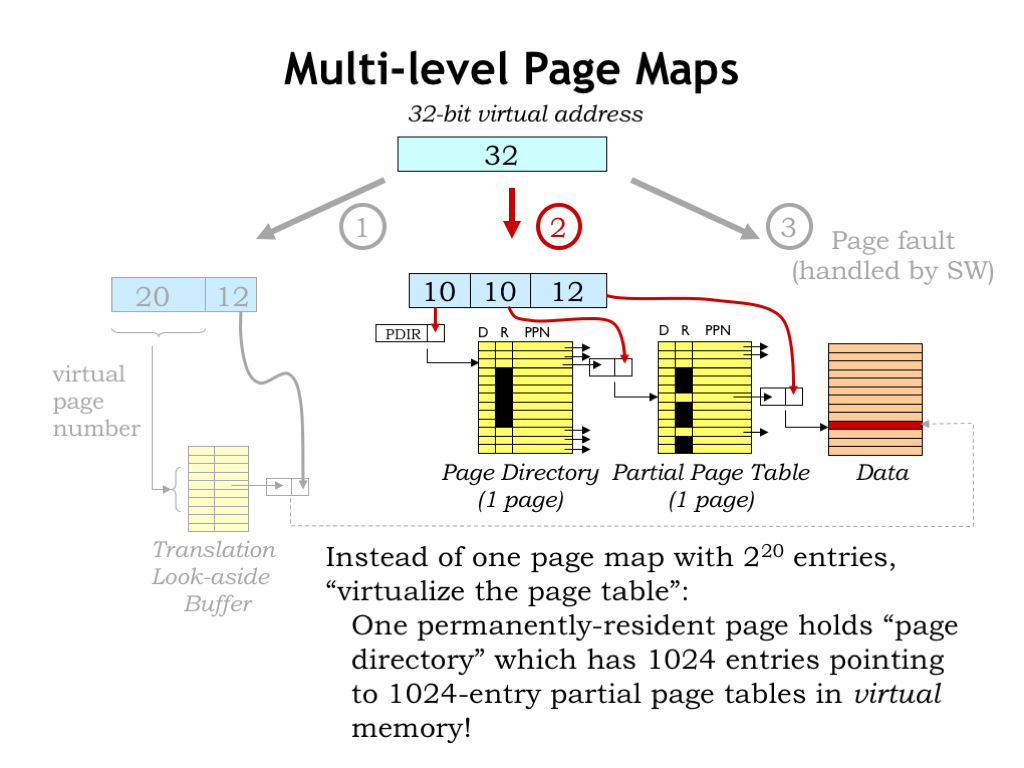 Multi-level Page Maps
32-bit virtual address
32
1
2
3
Page fault
(handled by SW)
20 12
10 10 12
PDIR
D R PPN
D R PPN
virtual
page
number
Page Directory
(1 page)
Partial Page Table
(1 page)
Data
Translation
Look-aside
Buffer
Instead of one page map with 2²⁰ entries,
“virtualize the page table”:
One permanently-resident page holds “page
directory” which has 1024 entries pointing
to 1024-entry partial page tables in virtual
memory!